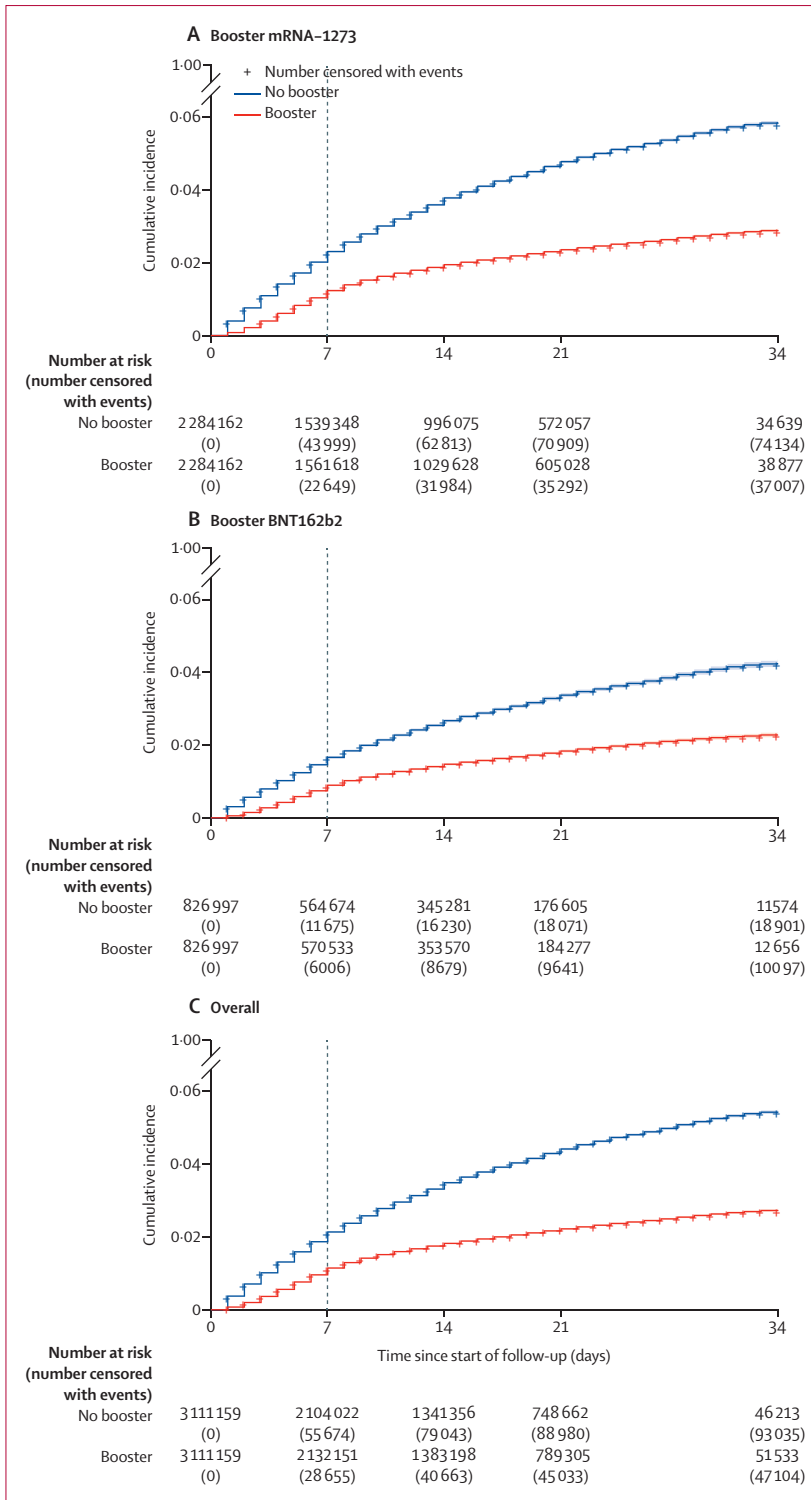 A Booster mRNA–1273
1·00
+ Number censored with events
No booster
Booster
0·06
0·04
0·02
0
Cumulative incidence
0 7 14 21 34
Number at risk
(number censored
with events)
No booster 2 284 162 1 539 348 996 075 572 057 34 639
(0) (43 999) (62 813) (70 909) (74 134)
Booster 2 284 162 1 561 618 1 029 628 605 028 38 877
(0) (22 649) (31 984) (35 292) (37 007)
B Booster BNT162b2
1·00
0·06
0·04
0·02
0
Cumulative incidence
0 7 14 21 34
Number at risk
(number censored
with events)
No booster 826 997 564 674 345 281 176 605 11 574
(0) (11 675) (16 230) (18 071) (18 901)
Booster 826 997 570 533 353 570 184 277 12 656
(0) (6006) (8679) (9641) (100 97)
C Overall
1·00
0·06
0·04
0·02
0
Cumulative incidence
0 7 14 21 34
Time since start of follow-up (days)
Number at risk
(number censored
with events)
No booster 3 111 159 2 104 022 1 341 356 748 662 46 213
(0) (55 674) (79 043) (88 980) (93 035)
Booster 3 111 159 2 132 151 1 383 198 789 305 51 533
(0) (28 655) (40 663) (45 033) (47 104)